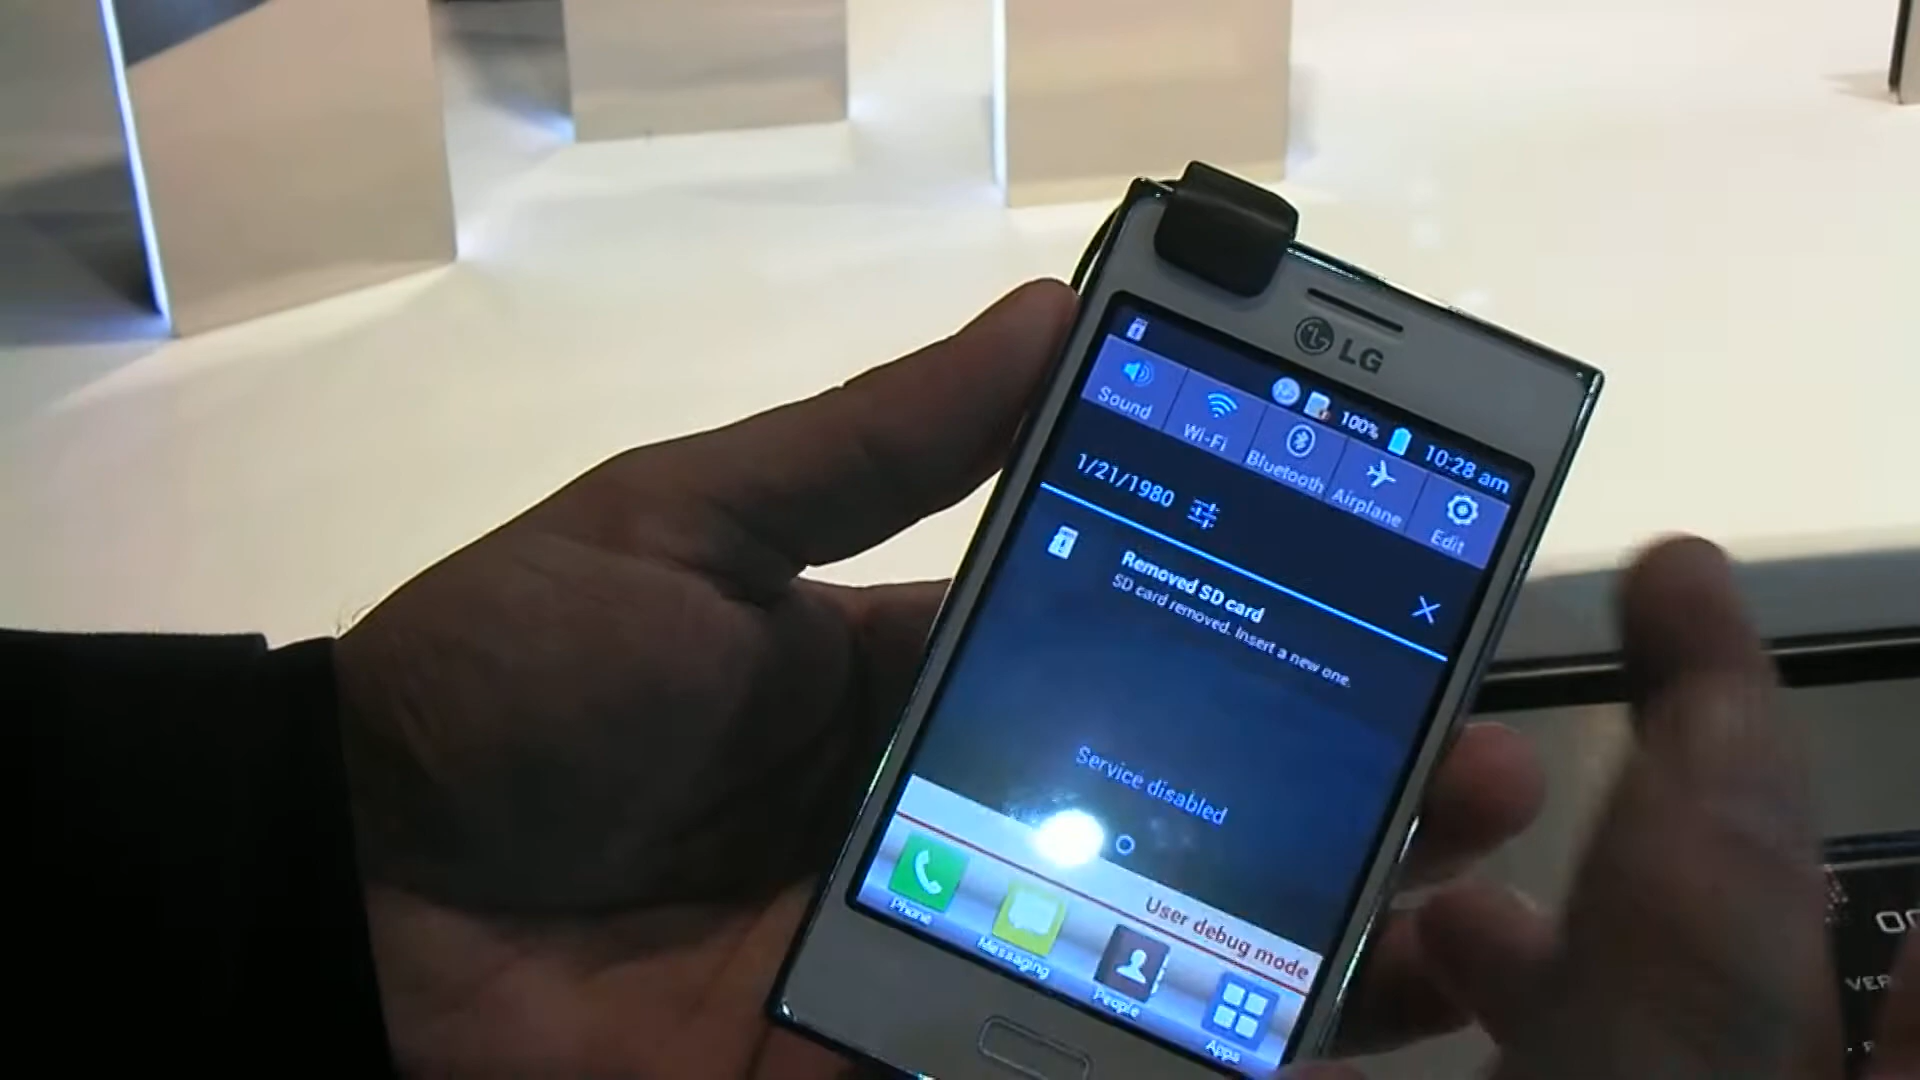 LG
100% 10:28 am
Sound
Wi-Fi
Bluetooth
Airplane
Edit
1/21/1980
Removed SD card
SD card removed. Insert a new one.
Service disabled
User debug mode
Phone
Messaging
People
Apps